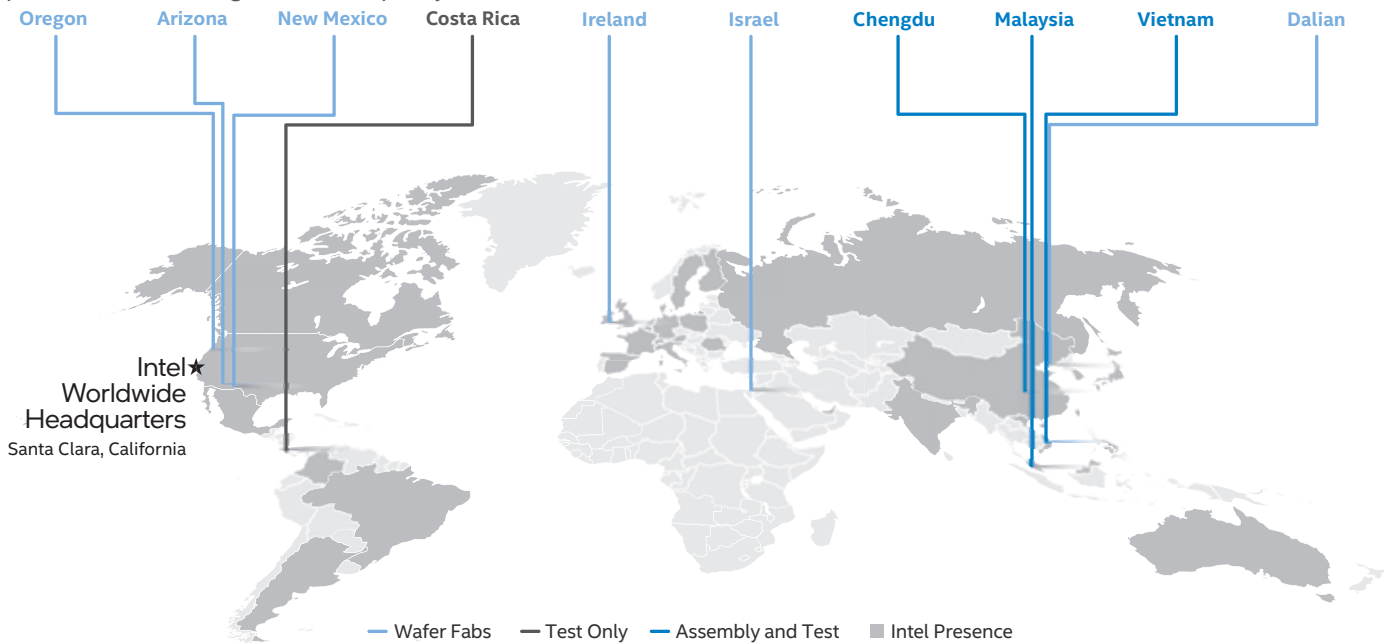 Oregon
Arizona
New Mexico
Costa Rica
Ireland
Israel
Chengdu
Malaysia
Vietnam
Dalian
Intel
Worldwide
Headquarters
Santa Clara, California
Wafer Fabs
Test Only
Assembly and Test
Intel Presence